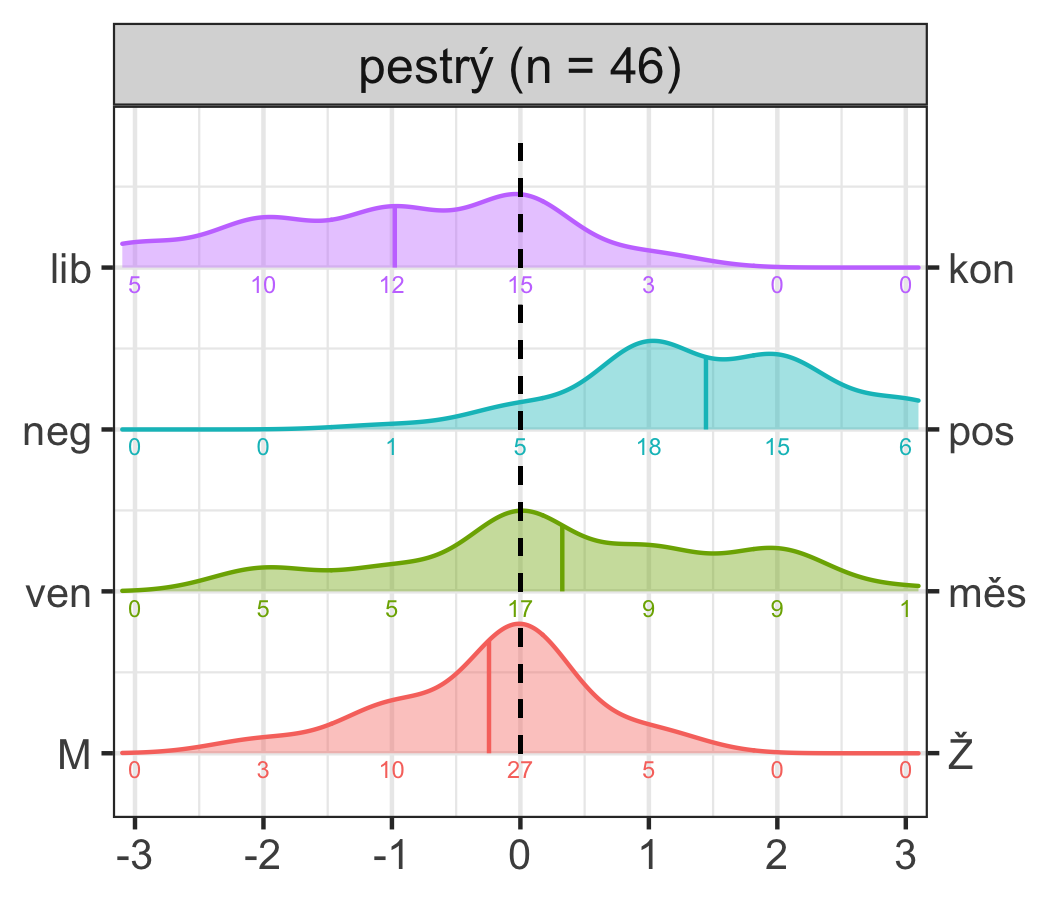 pestrý (n = 46)
lib kon
5 10 12 15 3 0 0
neg pos
0 0 1 5 18 15 6
ven měs
0 5 5 17 9 9 1
M Ž
0 3 10 27 5 0 0
-3 -2 -1 0 1 2 3